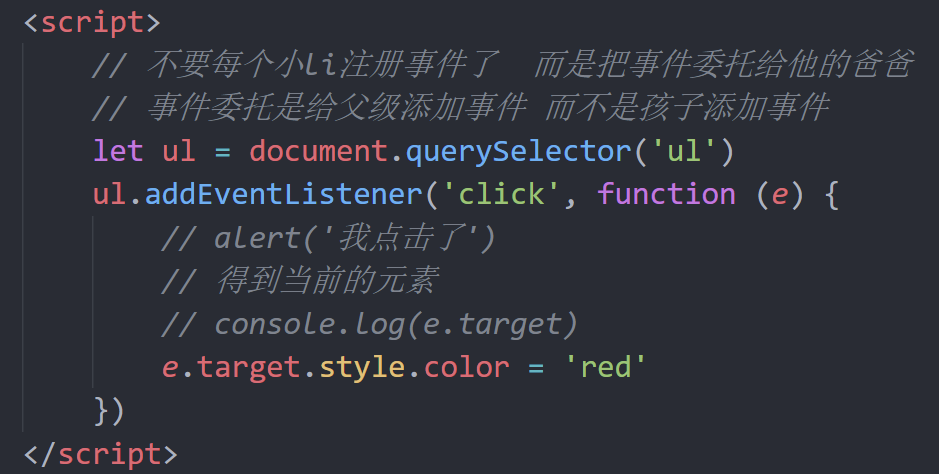 <script>
// 不要每个小li注册事件了  而是把事件委托给他的爸爸
// 事件委托是给父级添加事件 而不是孩子添加事件
let ul = document.querySelector('ul')
ul.addEventListener('click', function (e) {
// alert('我点击了')
// 得到当前的元素
// console.log(e.target)
e.target.style.color = 'red'
})
</script>